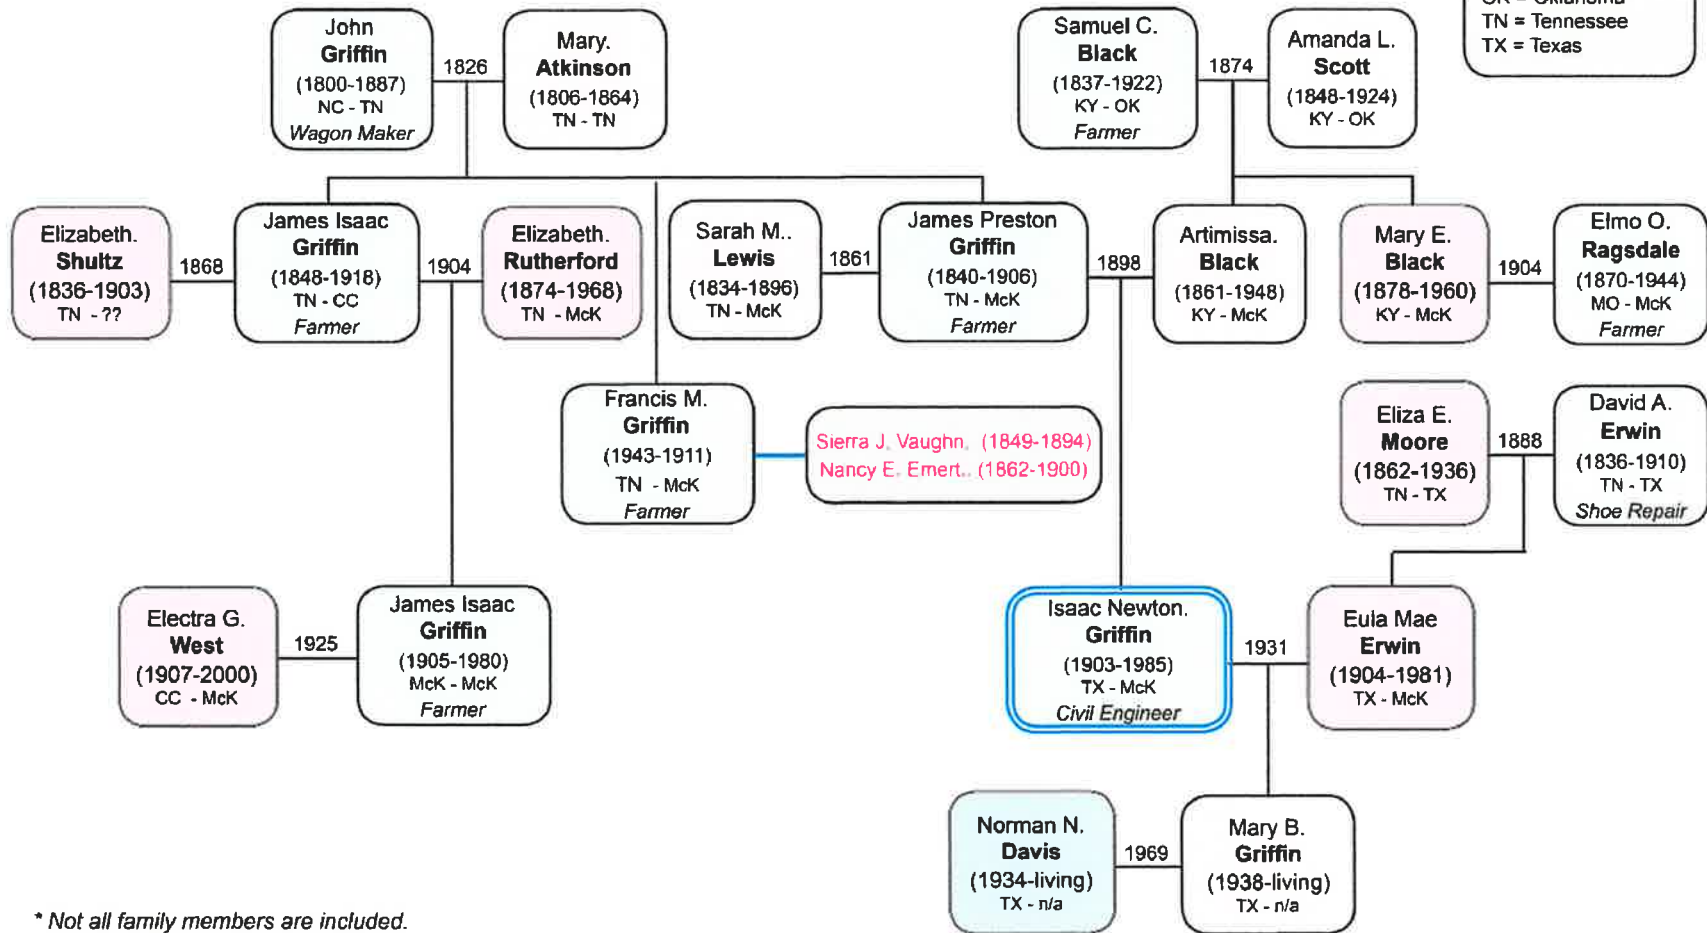 OK = Oklahoma
TN = Tennessee
TX = Texas
John
Griffin
(1800-1887)
NC - TN
Wagon Maker
1826
Mary.
Atkinson
(1806-1864)
TN - TN
Samuel C.
Black
(1837-1922)
KY - OK
Farmer
1874
Amanda L.
Scott
(1848-1924)
KY - OK
Elizabeth.
Shultz
(1836-1903)
TN - ??
1868
James Isaac
Griffin
(1848-1918)
TN - CC
Farmer
1904
Elizabeth.
Rutherford
(1874-1968)
TN - McK
Sarah M..
Lewis
(1834-1896)
TN - McK
1861
James Preston
Griffin
(1840-1906)
TN - McK
Farmer
1898
Artimissa.
Black
(1861-1948)
KY - McK
Mary E.
Black
(1878-1960)
KY - McK
1904
Elmo O.
Ragsdale
(1870-1944)
MO - McK
Farmer
Francis M.
Griffin
(1943-1911)
TN - McK
Farmer
Sierra J. Vaughn. (1849-1894)
Nancy E. Emert.. (1862-1900)
Eliza E.
Moore
(1862-1936)
TN - TX
1888
David A.
Erwin
(1836-1910)
TN - TX
Shoe Repair
Electra G.
West
(1907-2000)
CC - McK
1925
James Isaac
Griffin
(1905-1980)
McK - McK
Farmer
Isaac Newton.
Griffin
(1903-1985)
TX - McK
Civil Engineer
1931
Eula Mae
Erwin
(1904-1981)
TX - McK
Norman N.
Davis
(1934-living)
TX - n/a
1969
Mary B.
Griffin
(1938-living)
TX - n/a
* Not all family members are included.